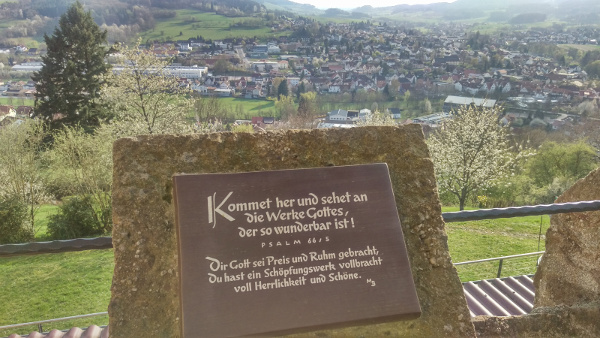 Kommet her und sehet an
die Werke Gottes,
der so wunderbar ist!
PSALM 66/5
Dir Gott sei Preis und Ruhm gebracht,
Du hast ein Schöpfungswerk vollbracht
voll Herrlichkeit und Schöne.